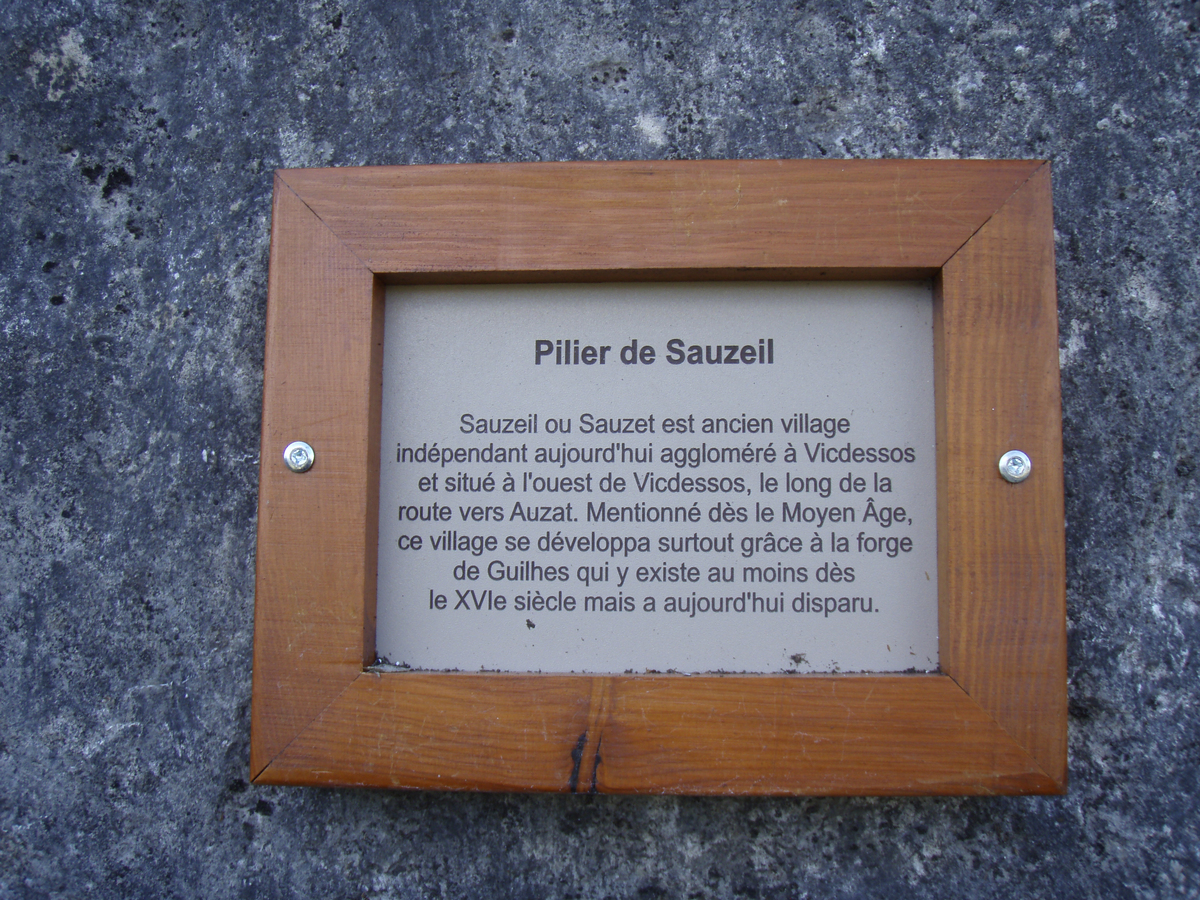 Pilier de Sauzeil
Sauzeil ou Sauzet est ancien village
indépendant aujourd'hui aggloméré à Vicdessos
et situé à l'ouest de Vicdessos, le long de la
route vers Auzat. Mentionné dès le Moyen Âge,
ce village se développa surtout grâce à la forge
de Guilhes qui y existe au moins dès
le XVIe siècle mais a aujourd'hui disparu.